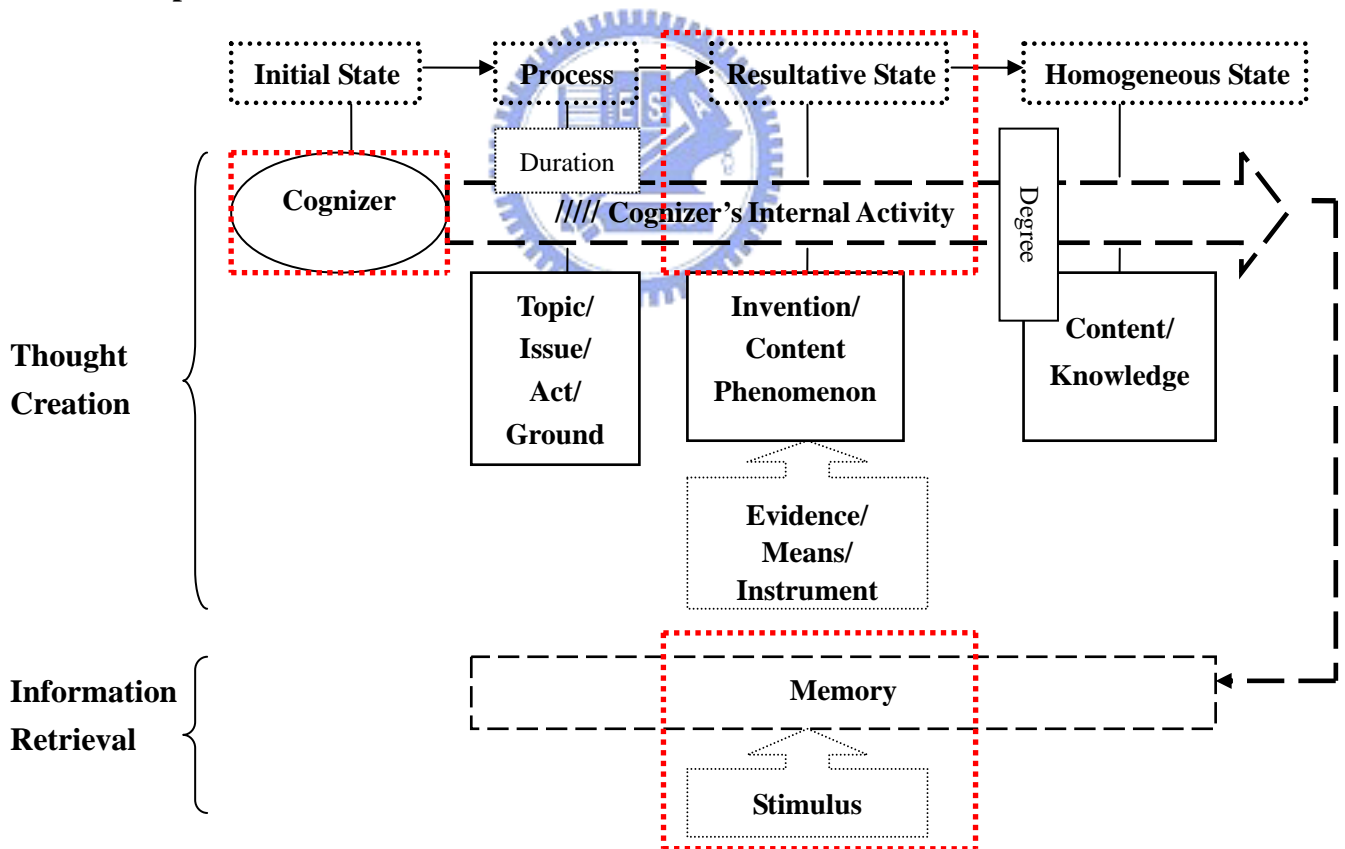 Initial State
Process
Resultative State
Homogeneous State
Duration
Cognizer
///// Cognizer’s Internal Activity
Degree
Thought
Creation
Topic/
Issue/
Act/
Ground
Invention/
Content
Phenomenon
Content/
Knowledge
Evidence/
Means/
Instrument
Information
Retrieval
Memory
Stimulus
E S A